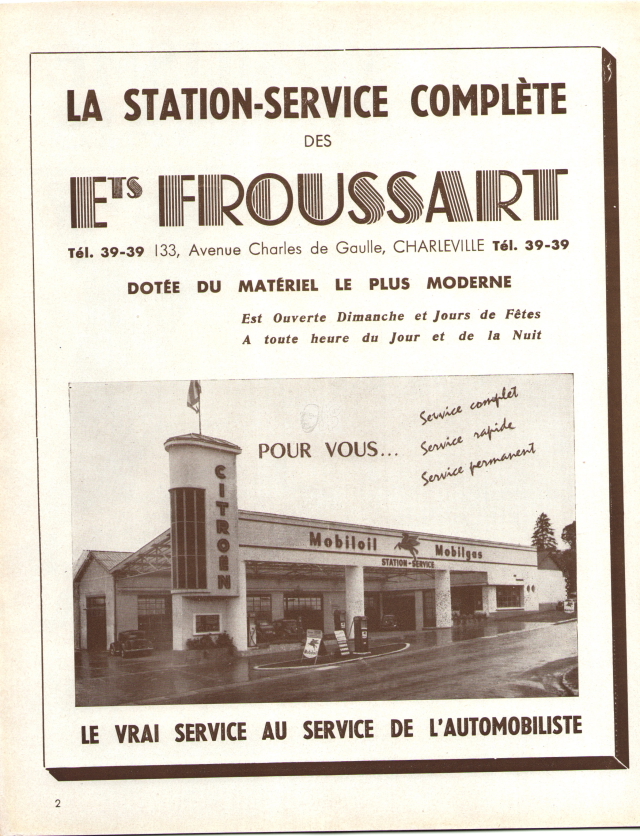 LA STATION-SERVICE COMPLÈTE
DES
ETS FROUSSART
Tél. 39-39 133, Avenue Charles de Gaulle, CHARLEVILLE Tél. 39-39
DOTÉE DU MATÉRIEL LE PLUS MODERNE
Est Ouverte Dimanche et Jours de Fêtes
A toute heure du Jour et de la Nuit
POUR VOUS...
Service complet
Service rapide
Service permanent
CITROËN
Mobiloil Mobilgas
STATION-SERVICE
LE VRAI SERVICE AU SERVICE DE L'AUTOMOBILISTE
2